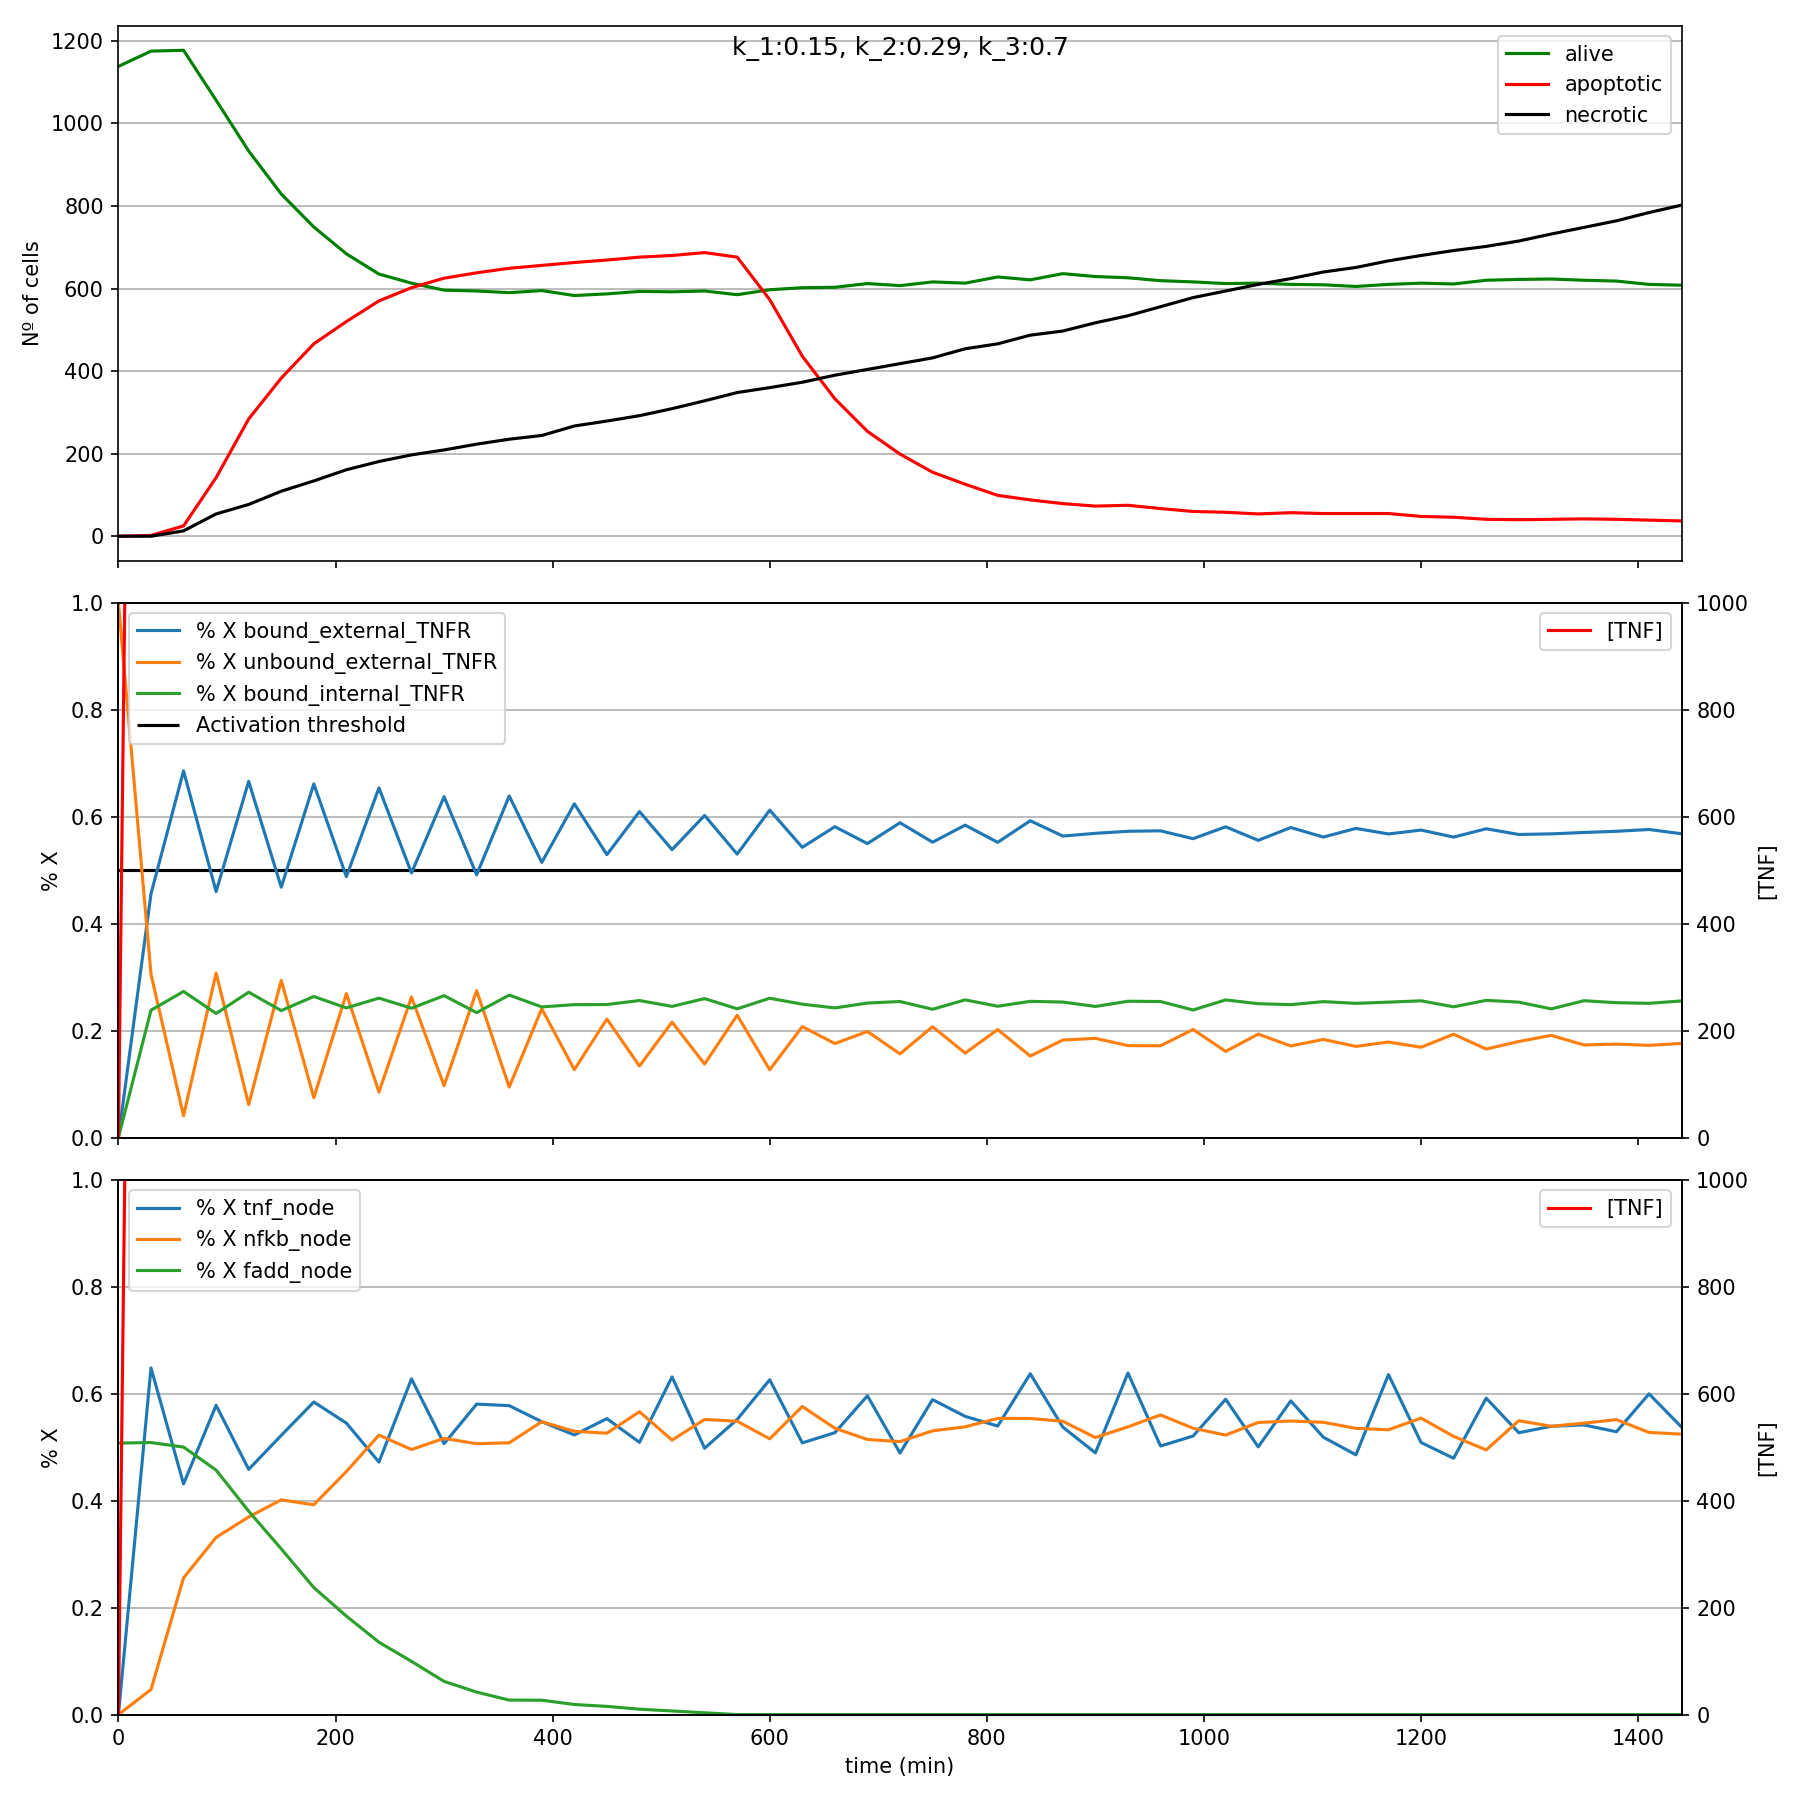 k_1:0.15, k_2:0.29, k_3:0.7
alive
apoptotic
necrotic
1200
1000
800
600
400
200
0
Nº of cells
% X bound_external_TNFR
% X unbound_external_TNFR
% X bound_internal_TNFR
Activation threshold
[TNF]
1.0
0.8
0.6
0.4
0.2
0.0
% X
1000
800
600
400
200
0
[TNF]
% X tnf_node
% X nfkb_node
% X fadd_node
[TNF]
1.0
0.8
0.6
0.4
0.2
0.0
% X
1000
800
600
400
200
0
[TNF]
0 200 400 600 800 1000 1200 1400
time (min)